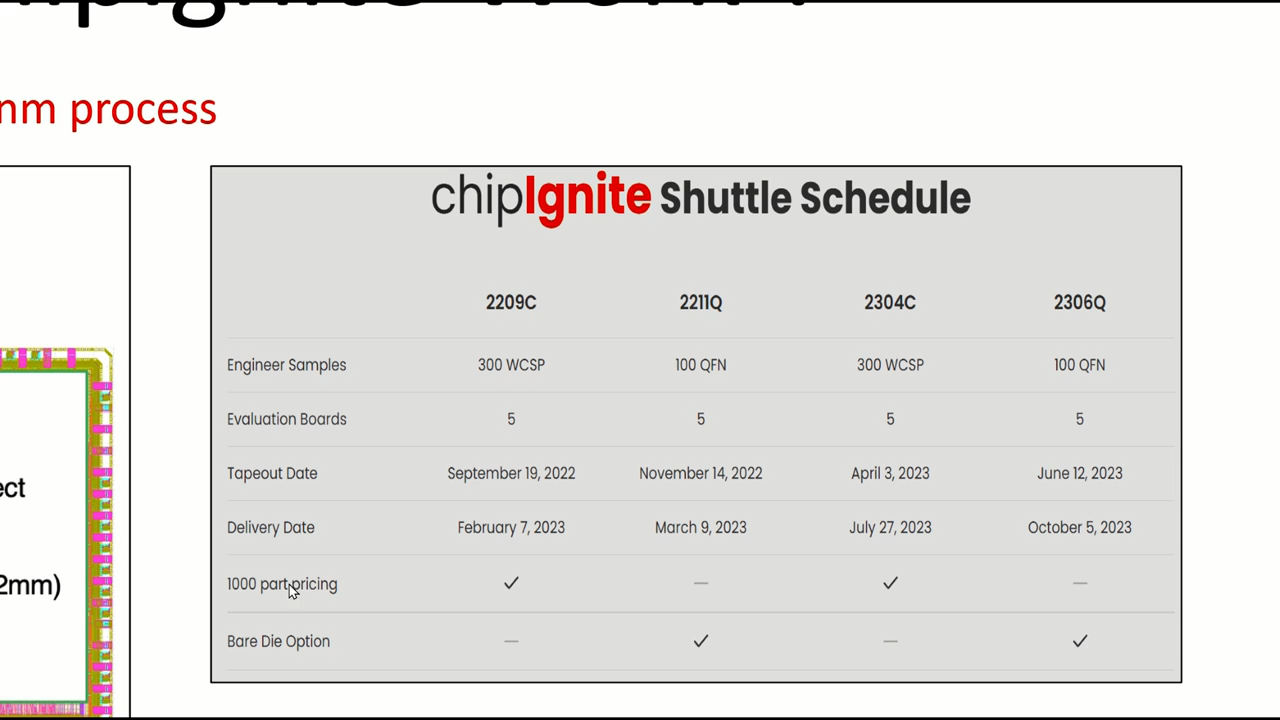 nm process
chipIgnite Shuttle Schedule
2209C 2211Q 2304C 2306Q
Engineer Samples 300 WCSP 100 QFN 300 WCSP 100 QFN
Evaluation Boards 5 5 5 5
Tapeout Date September 19, 2022 November 14, 2022 April 3, 2023 June 12, 2023
Delivery Date February 7, 2023 March 9, 2023 July 27, 2023 October 5, 2023
1000 part pricing ✓ — ✓ —
Bare Die Option — ✓ — ✓
ect
2mm)